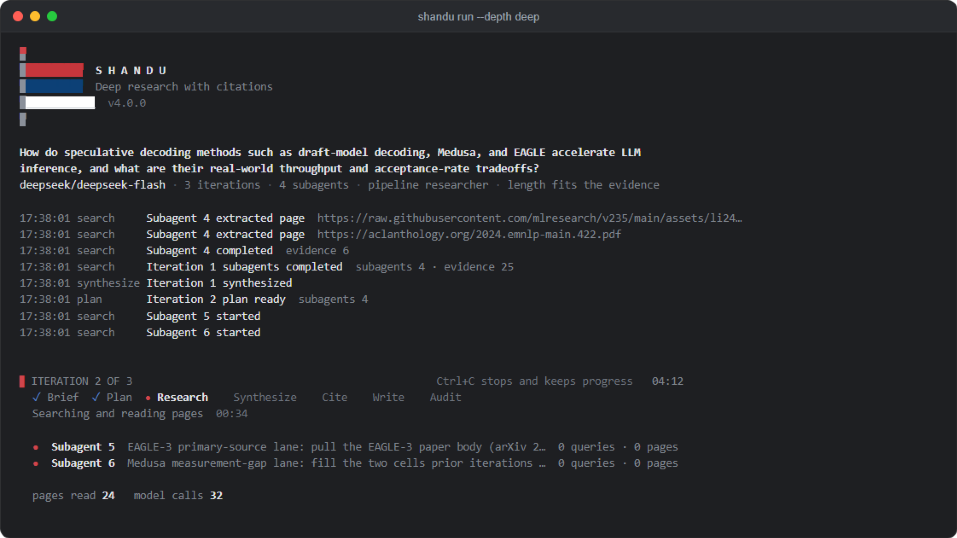 shandu run --depth deep
S H A N D U
Deep research with citations
v4.0.0
How do speculative decoding methods such as draft-model decoding, Medusa, and EAGLE accelerate LLM
inference, and what are their real-world throughput and acceptance-rate tradeoffs?
deepseek/deepseek-flash · 3 iterations · 4 subagents · pipeline researcher · length fits the evidence
17:38:01 search Subagent 4 extracted page https://raw.githubusercontent.com/mlresearch/v235/main/assets/li24…
17:38:01 search Subagent 4 extracted page https://aclanthology.org/2024.emnlp-main.422.pdf
17:38:01 search Subagent 4 completed evidence 6
17:38:01 search Iteration 1 subagents completed subagents 4 · evidence 25
17:38:01 synthesize Iteration 1 synthesized
17:38:01 plan Iteration 2 plan ready subagents 4
17:38:01 search Subagent 5 started
17:38:01 search Subagent 6 started
ITERATION 2 OF 3 Ctrl+C stops and keeps progress 04:12
✓ Brief ✓ Plan • Research Synthesize Cite Write Audit
Searching and reading pages 00:34
• Subagent 5 EAGLE-3 primary-source lane: pull the EAGLE-3 paper body (arXiv 2… 0 queries · 0 pages
• Subagent 6 Medusa measurement-gap lane: fill the two cells prior iterations … 0 queries · 0 pages
pages read 24 model calls 32